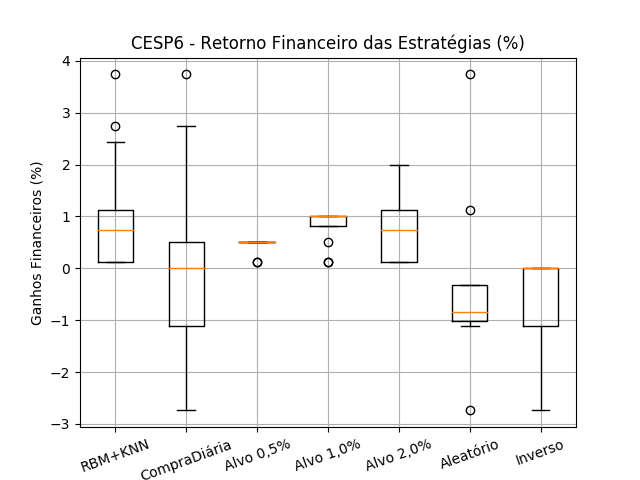 CESP6 - Retorno Financeiro das Estratégias (%)
Ganhos Financeiros (%)
4
3
2
1
0
−1
−2
−3
RBM+KNN
CompraDiária
Alvo 0,5%
Alvo 1,0%
Alvo 2,0%
Aleatório
Inverso